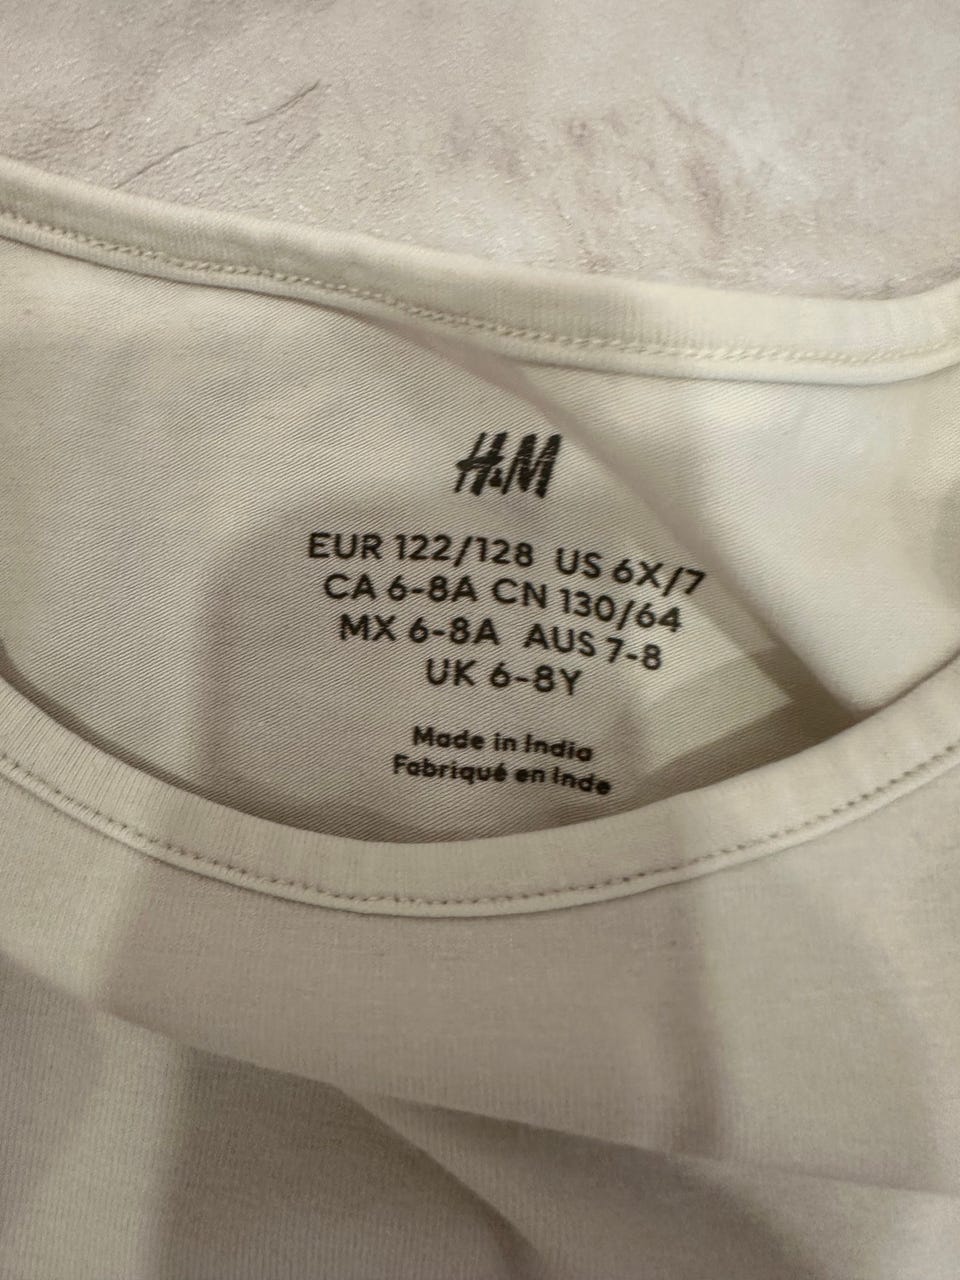 H&M
EUR 122/128 US 6X/7
CA 6-8A CN 130/64
MX 6-8A AUS 7-8
UK 6-8Y
Made in India
Fabriqué en Inde